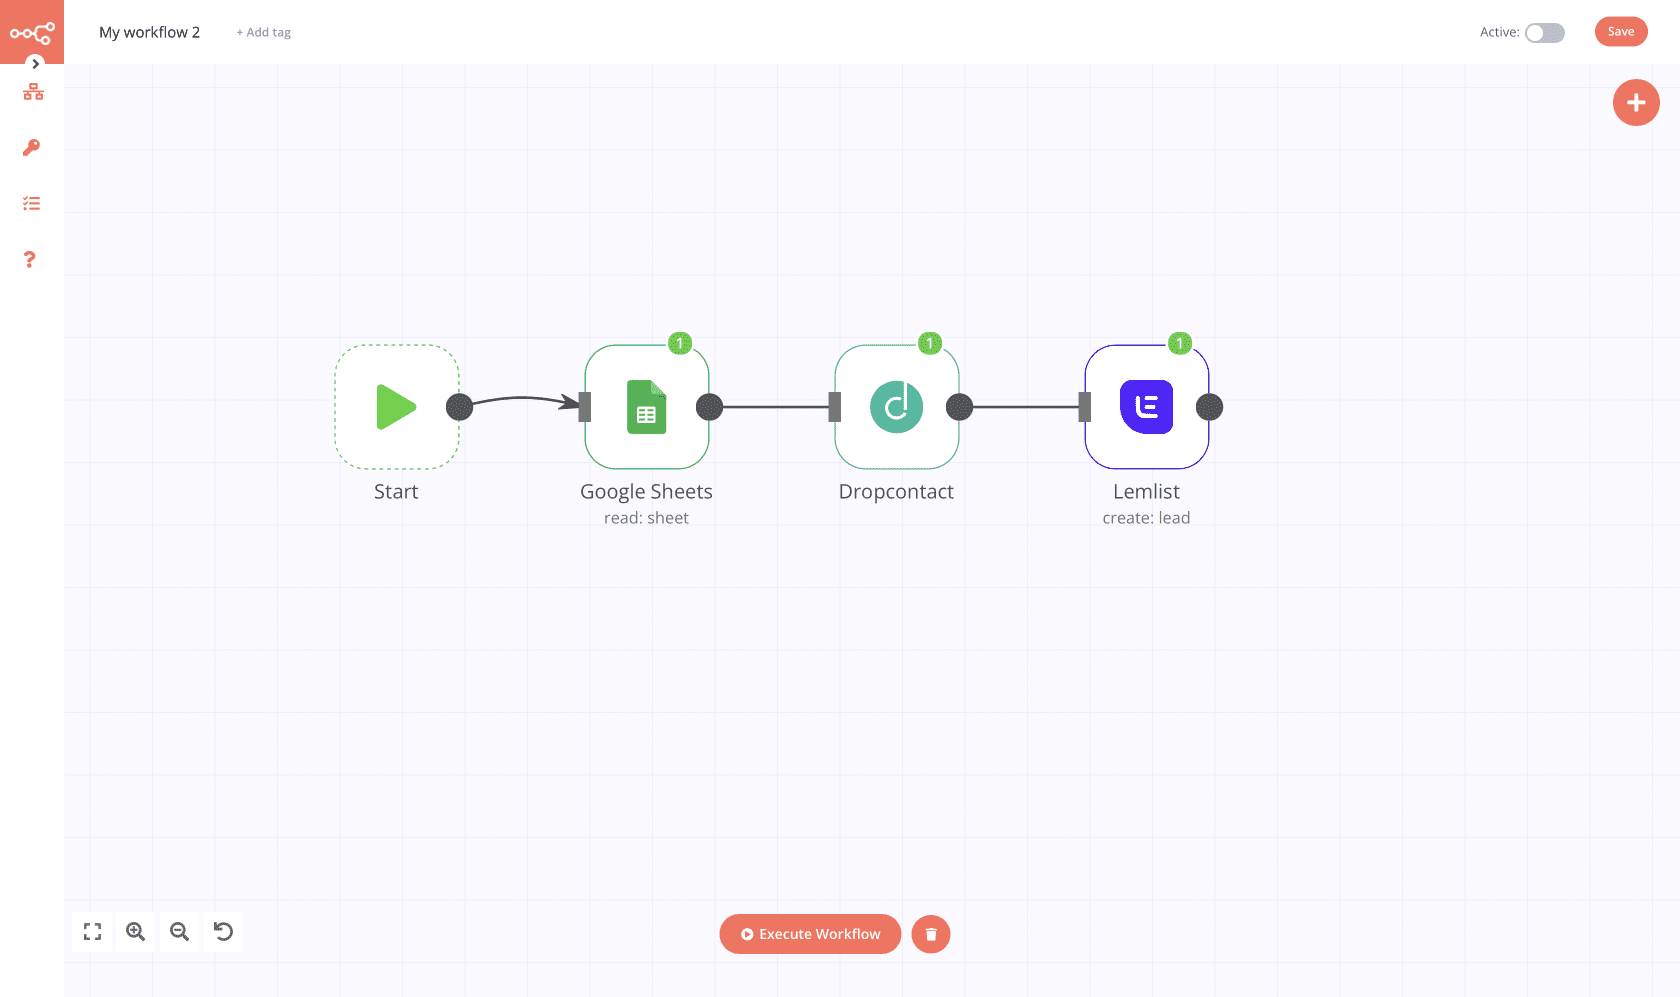 My workflow 2
+ Add tag
Active:
Save
1
1
1
Start
Google Sheets
read: sheet
Dropcontact
Lemlist
create: lead
Execute Workflow